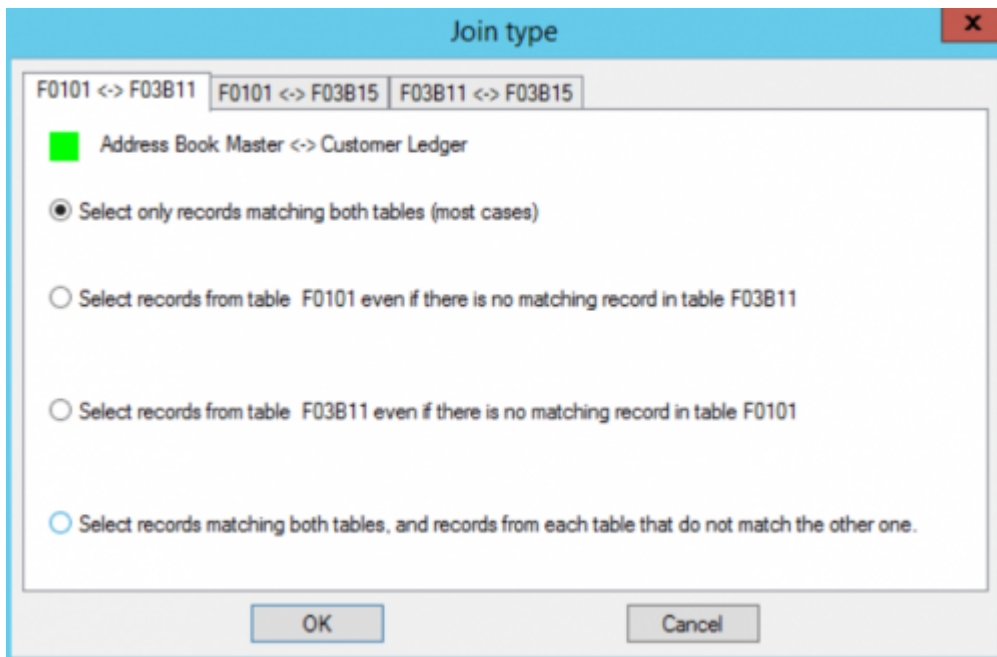 Join type
x
F0101 <-> F03B11
F0101 <-> F03B15
F03B11 <-> F03B15
Address Book Master <-> Customer Ledger
Select only records matching both tables (most cases)
Select records from table  F0101 even if there is no matching record in table F03B11
Select records from table  F03B11 even if there is no matching record in table F0101
Select records matching both tables, and records from each table that do not match the other one.
OK
Cancel